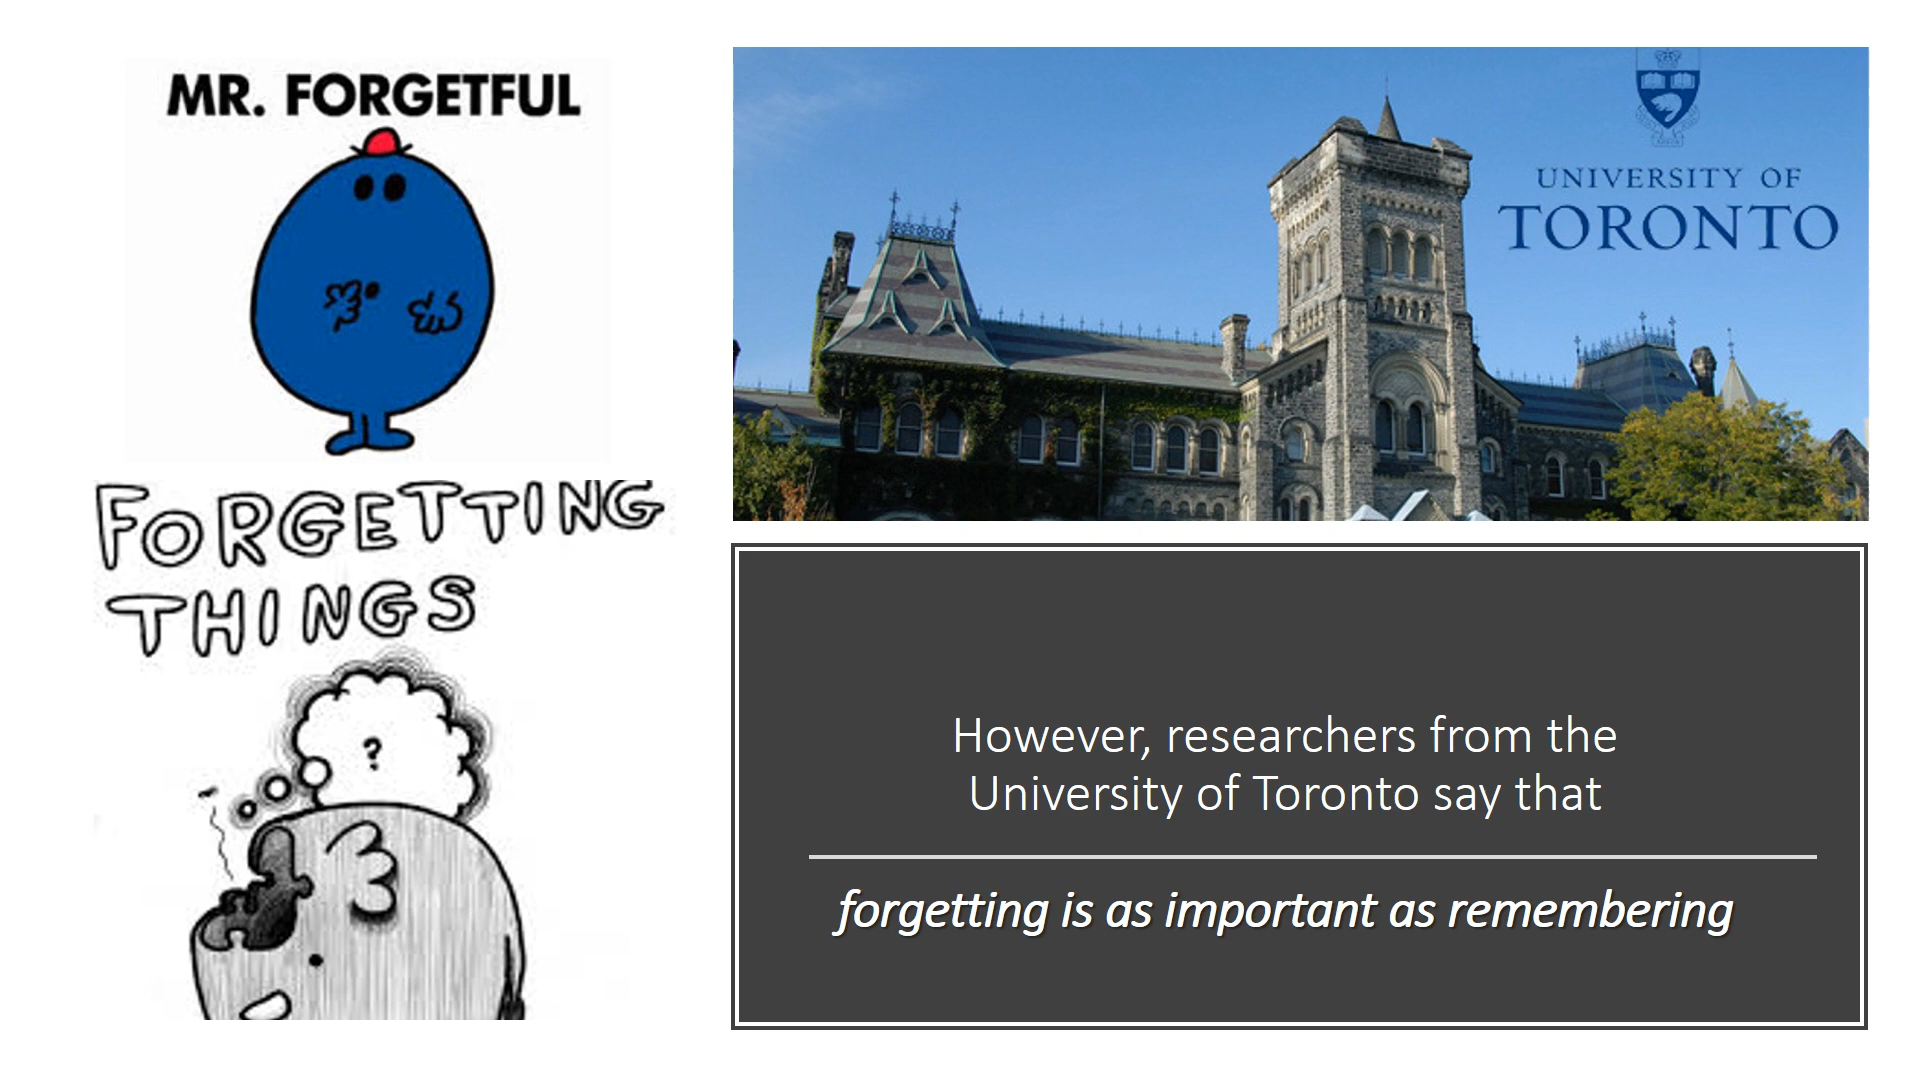 MR. FORGETFUL
FORGETTING
THINGS
?
UNIVERSITY OF
TORONTO
However, researchers from the
University of Toronto say that
forgetting is as important as remembering